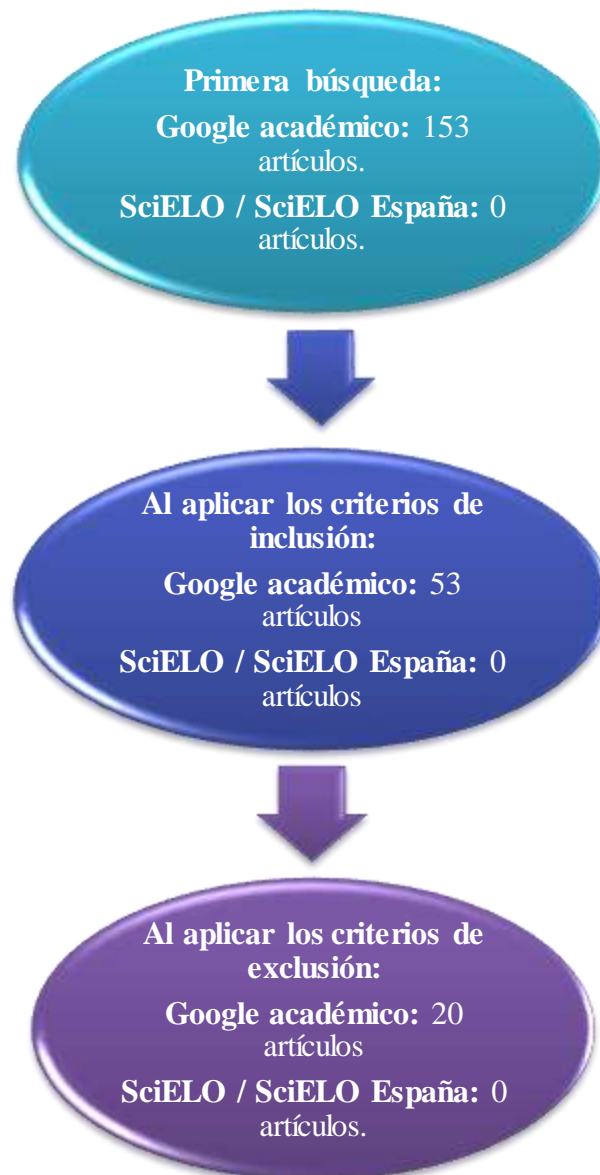 Primera búsqueda:
Google académico: 153
artículos.
SciELO / SciELO España: 0
artículos.
Al aplicar los criterios de
inclusión:
Google académico: 53
artículos
SciELO / SciELO España: 0
artículos
Al aplicar los criterios de
exclusión:
Google académico: 20
artículos
SciELO / SciELO España: 0
artículos.